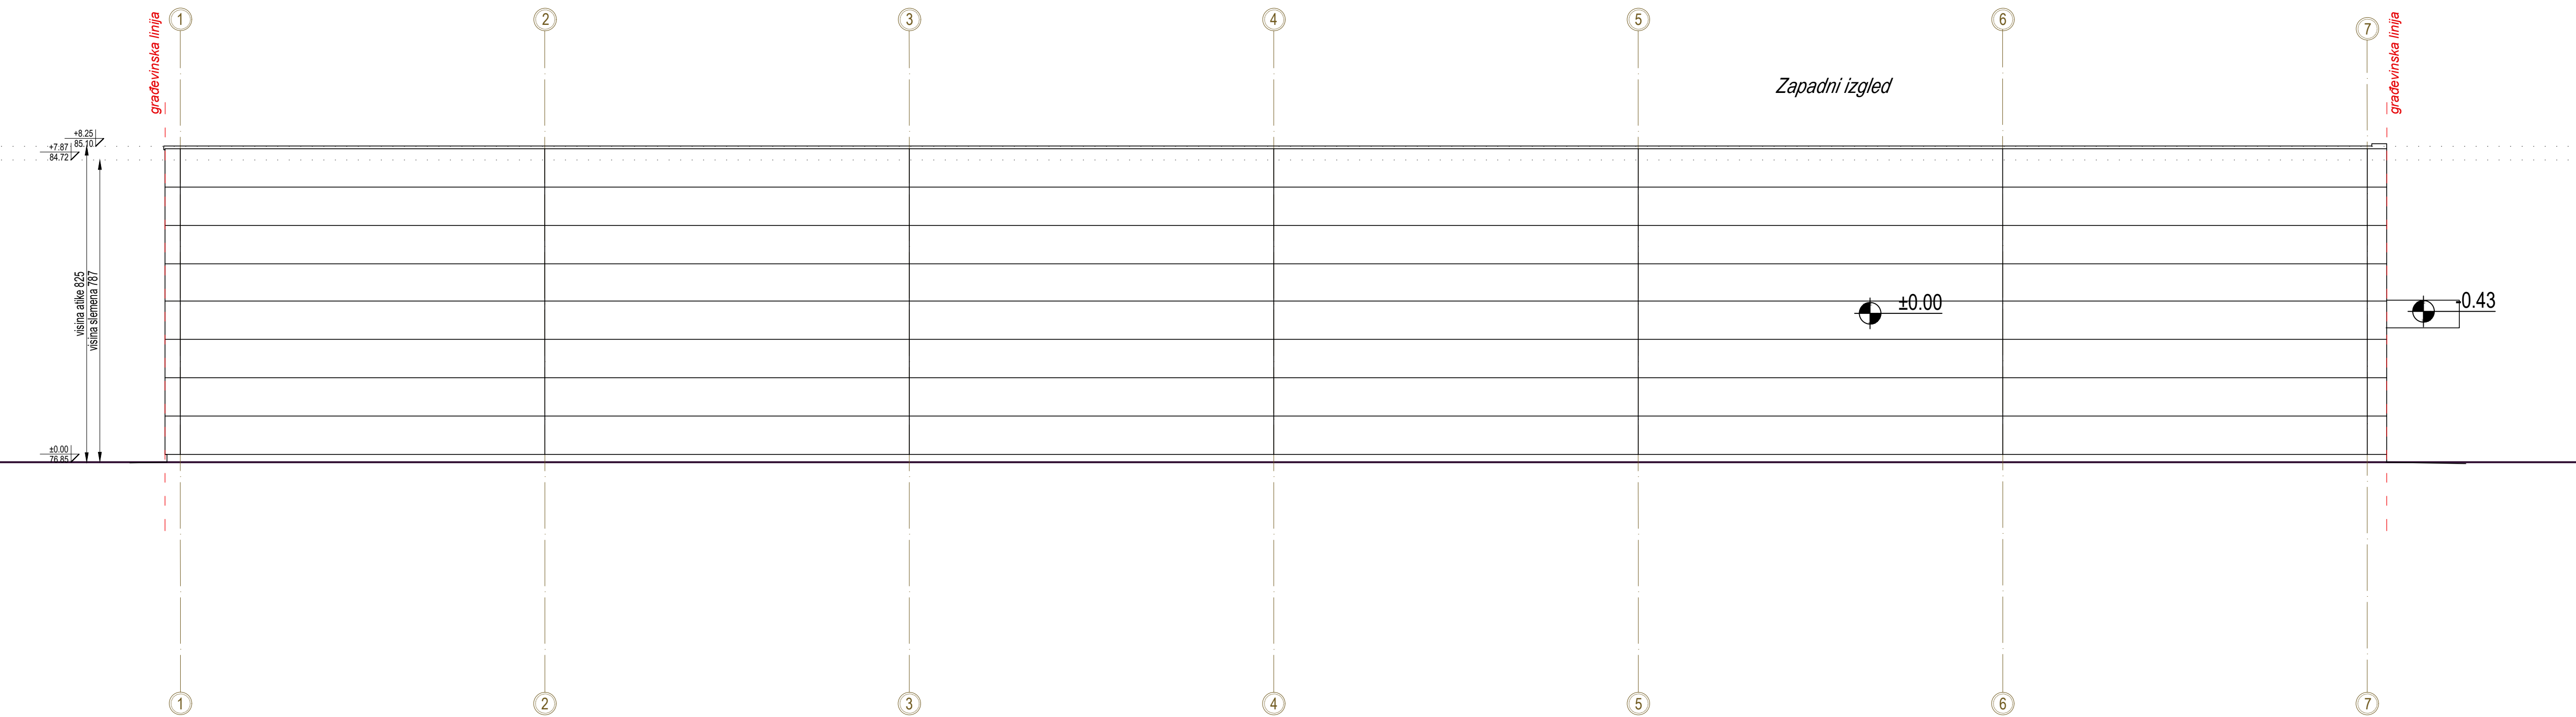 1 2 3 4 5 6 7
građevinska linija
građevinska linija
Zapadni izgled
+8.25
85.10
+7.87
84.72
visina atike 825
visina slemena 787
±0.00
-0.43
±0.00
76.85
1 2 3 4 5 6 7